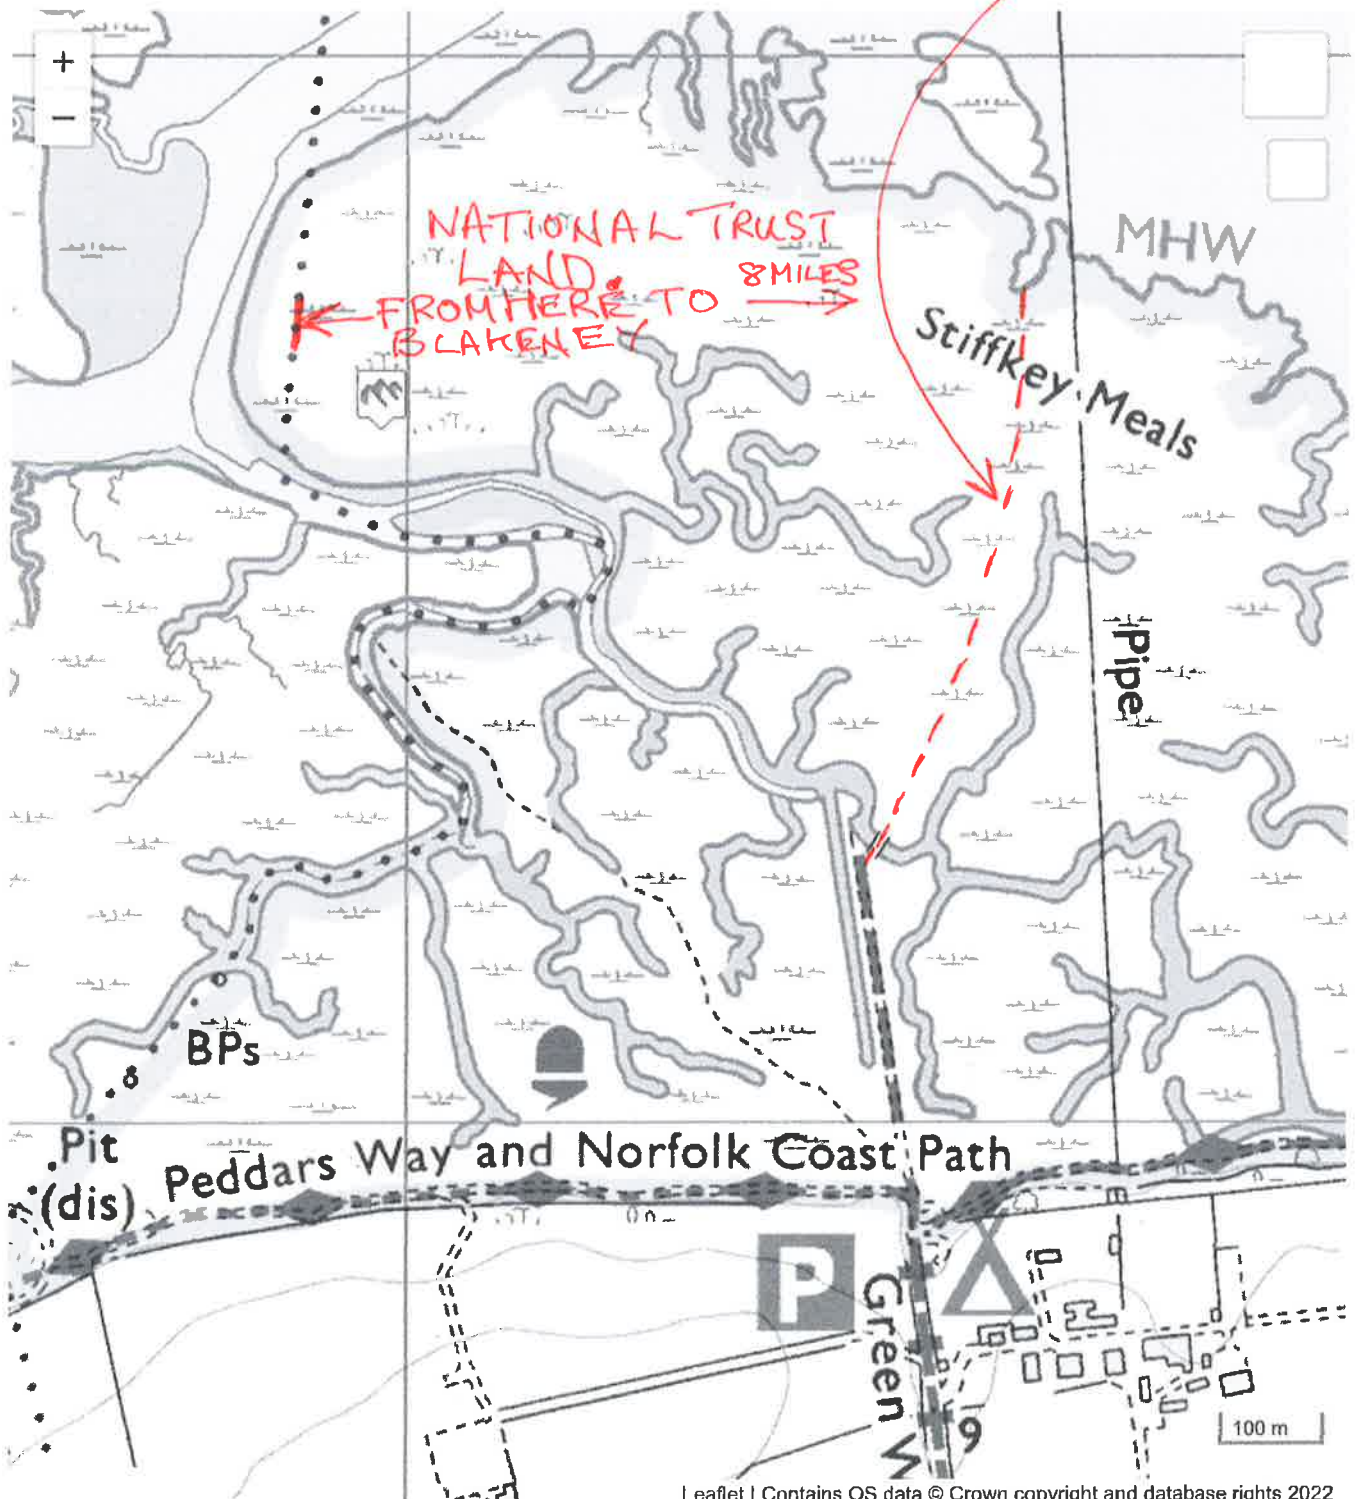 +
−
MHW
NATIONAL TRUST
LAND.
FROM HERE TO
BLAKENEY
8 MILES
Stiffkey Meals
Pipe
BPs
Pit
(dis)
Peddars Way and Norfolk Coast Path
P
Green W
9
100 m
Leaflet | Contains OS data © Crown copyright and database rights 2022